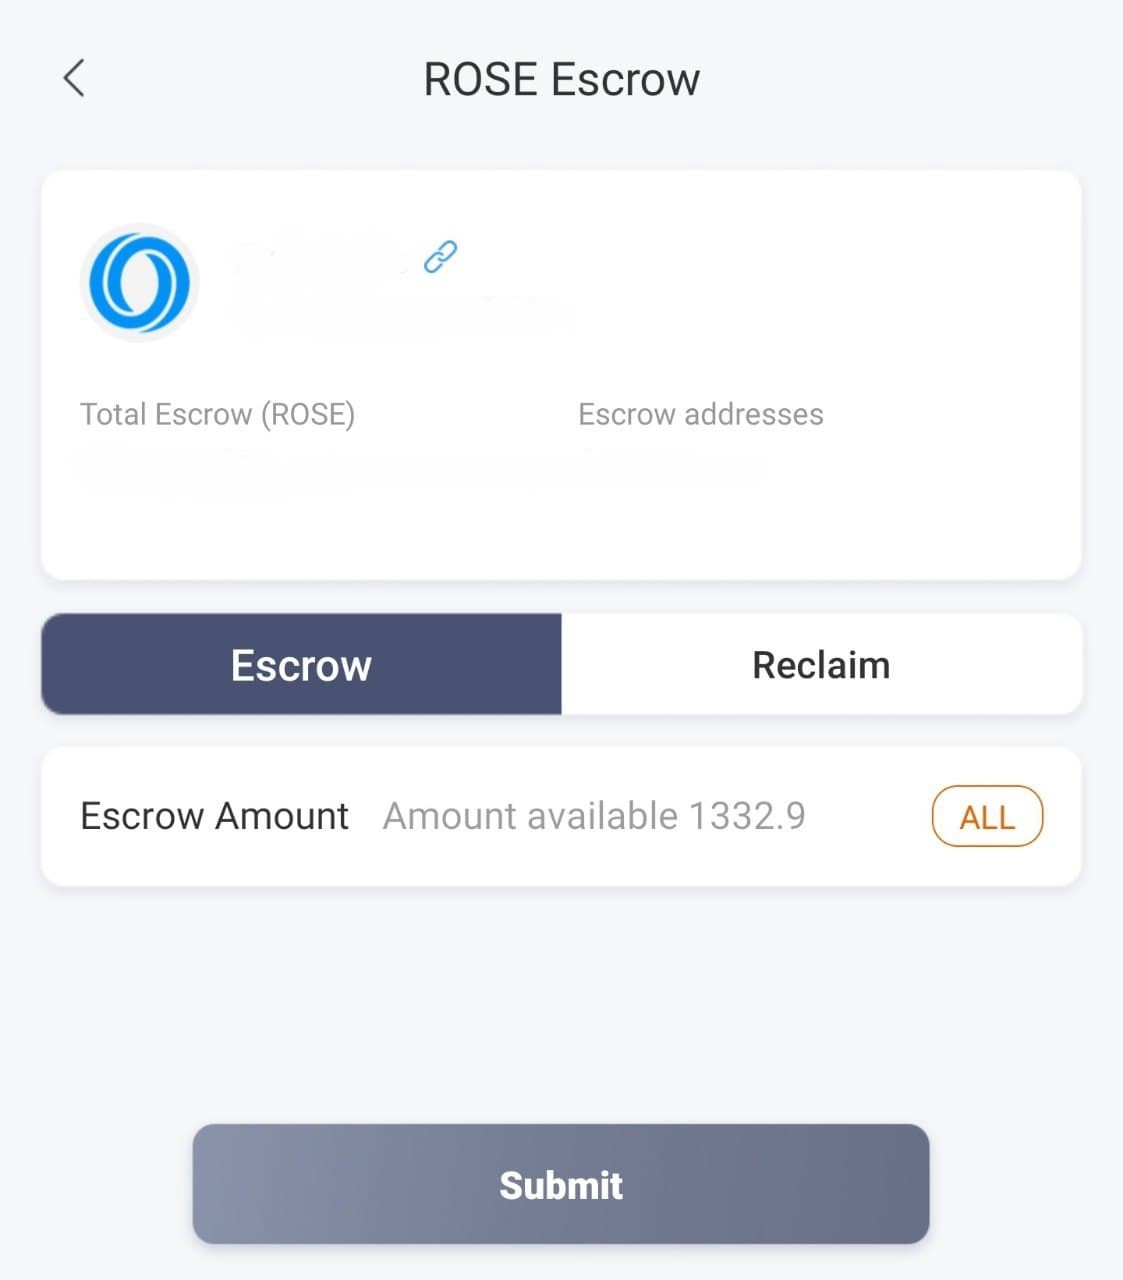 ROSE Escrow
Total Escrow (ROSE) Escrow addresses
Escrow Reclaim
Escrow Amount Amount available 1332.9 ALL
Submit